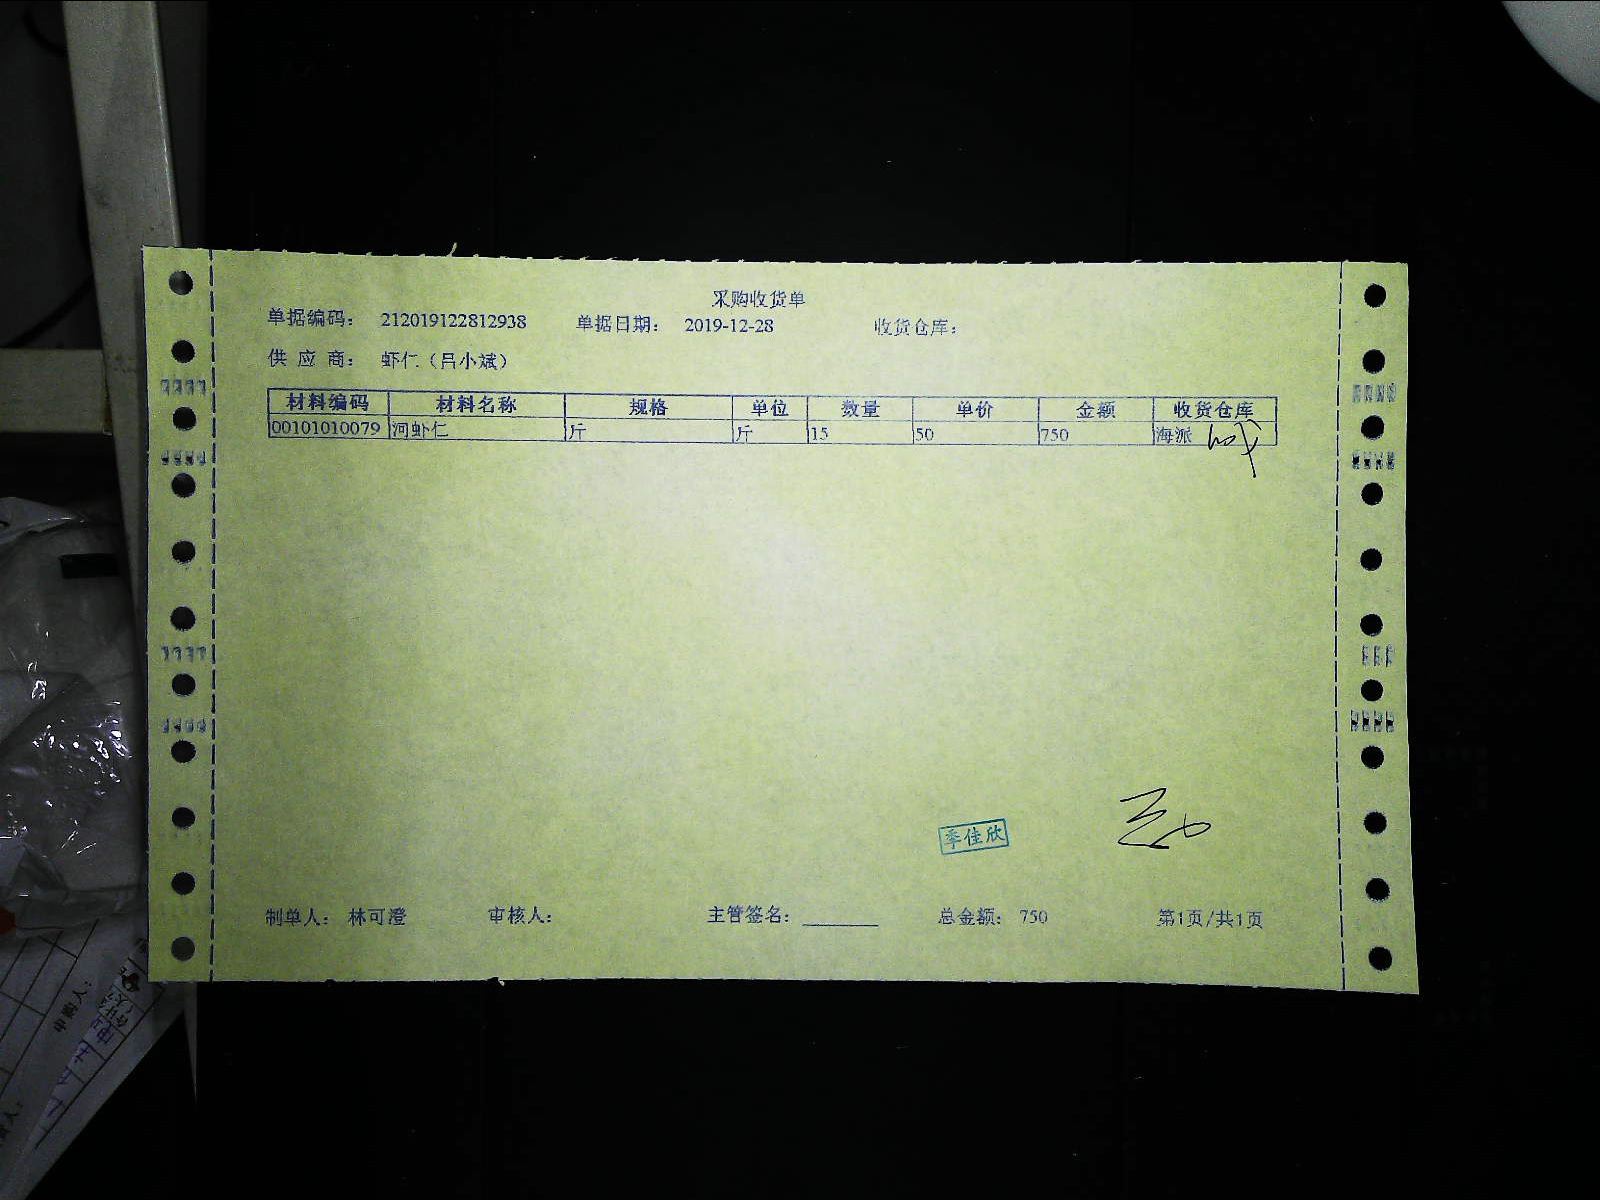 采购收货单
单据编码： 212019122812938 单据日期： 2019-12-28 收货仓库：
供 应 商： 虾仁（吕小斌）
材料编码 材料名称 规格 单位 数量 单价 金额 收货仓库
00101010079 河虾仁 斤 斤 15 50 750 海派
季佳欣
制单人： 林可澄 审核人： 主管签名： 总金额： 750 第1页/共1页
申购人：